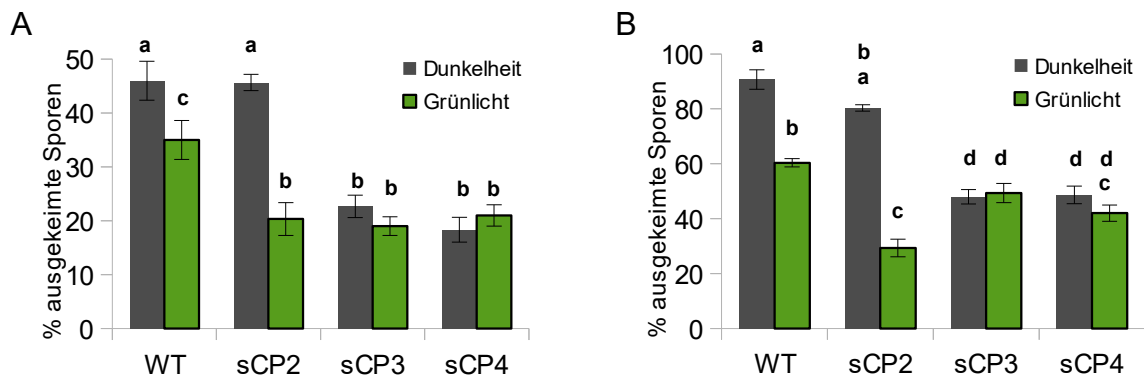 A
% ausgekeimte Sporen
50
40
30
20
10
0
a
c
a
b
b
b
b
b
Dunkelheit
Grünlicht
WT
sCP2
sCP3
sCP4
B
% ausgekeimte Sporen
100
80
60
40
20
0
a
b
b
a
c
d
d
d
d
c
Dunkelheit
Grünlicht
WT
sCP2
sCP3
sCP4